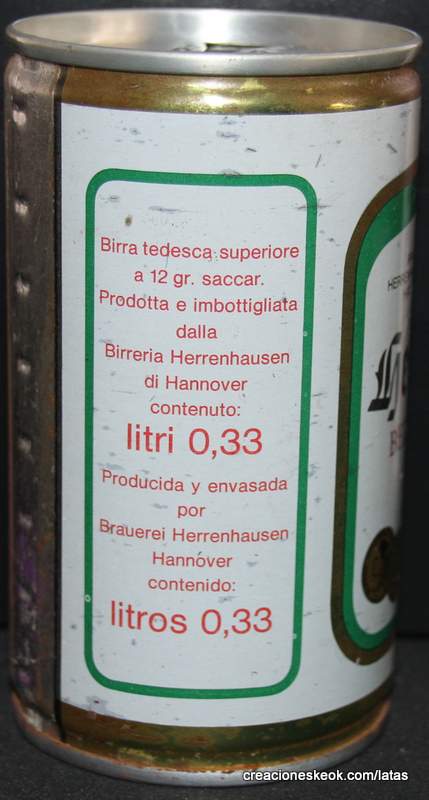 Birra tedesca superiore
a 12 gr. saccar.
Prodotta e imbottigliata
dalla
Birreria Herrenhausen
di Hannover
contenuto:
litri 0,33
Producida y envasada
por
Brauerei Herrenhausen
Hannover
contenido:
litros 0,33
creacioneskeok.com/latas